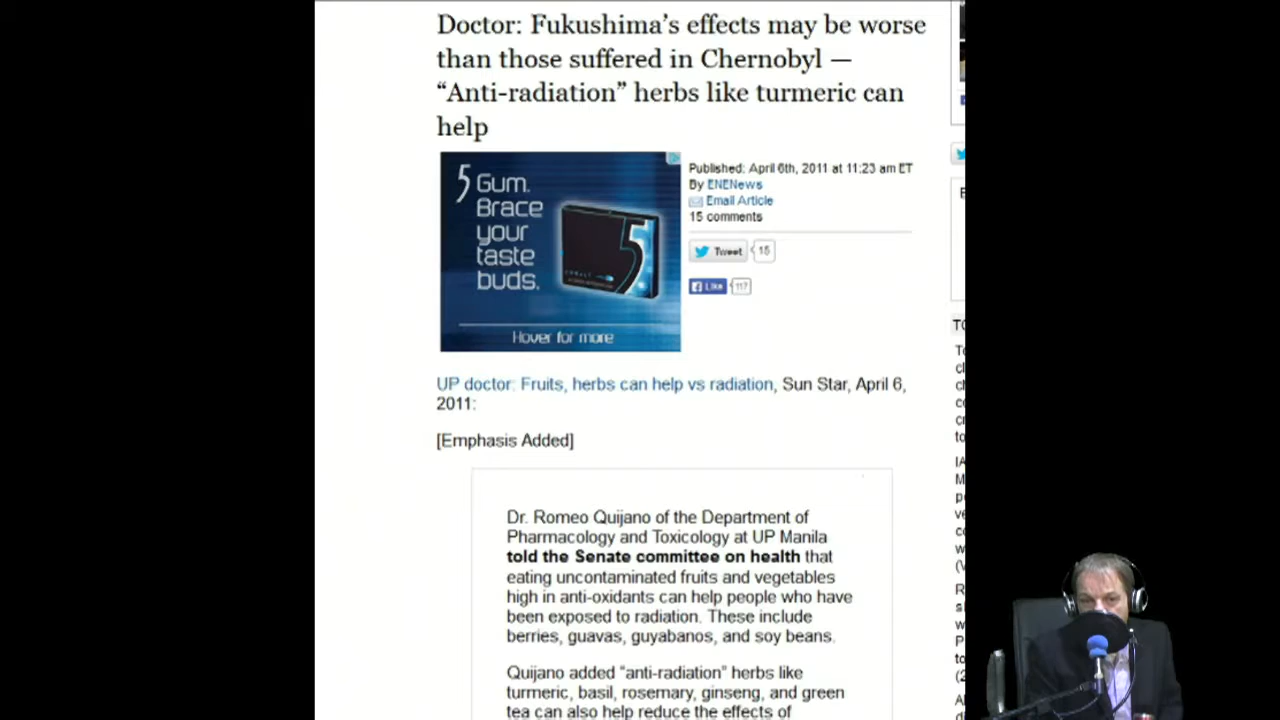 Doctor: Fukushima's effects may be worse
than those suffered in Chernobyl —
“Anti-radiation” herbs like turmeric can
help
5 Gum.
Brace
your
taste
buds.
5
COBALT
Hover for more
Published: April 6th, 2011 at 11:23 am ET
By ENENews
Email Article
15 comments
Tweet 15
Like 117
UP doctor: Fruits, herbs can help vs radiation, Sun Star, April 6,
2011:
[Emphasis Added]
Dr. Romeo Quijano of the Department of
Pharmacology and Toxicology at UP Manila
told the Senate committee on health that
eating uncontaminated fruits and vegetables
high in anti-oxidants can help people who have
been exposed to radiation. These include
berries, guavas, guyabanos, and soy beans.
Quijano added “anti-radiation” herbs like
turmeric, basil, rosemary, ginseng, and green
tea can also help reduce the effects of